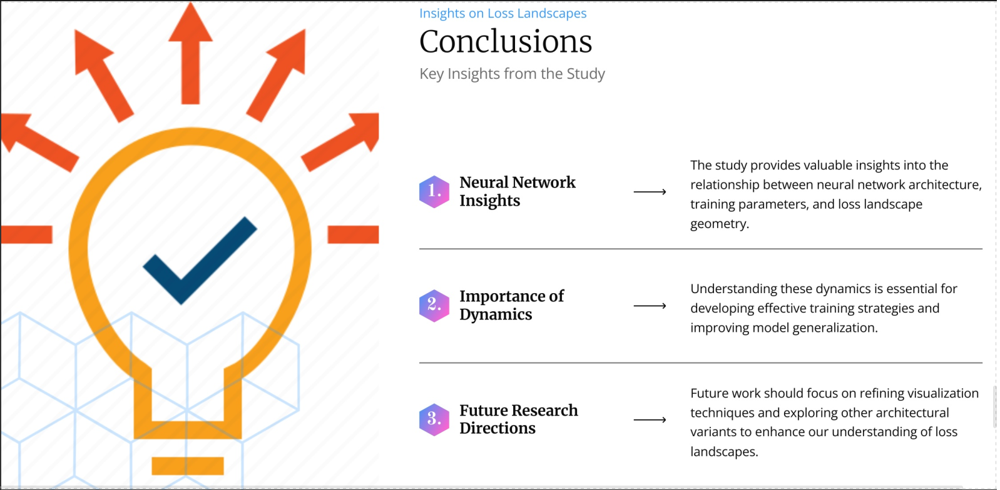 Insights on Loss Landscapes
Conclusions
Key Insights from the Study
1.
Neural Network
Insights
The study provides valuable insights into the
relationship between neural network architecture,
training parameters, and loss landscape
geometry.
2.
Importance of
Dynamics
Understanding these dynamics is essential for
developing effective training strategies and
improving model generalization.
3.
Future Research
Directions
Future work should focus on refining visualization
techniques and exploring other architectural
variants to enhance our understanding of loss
landscapes.